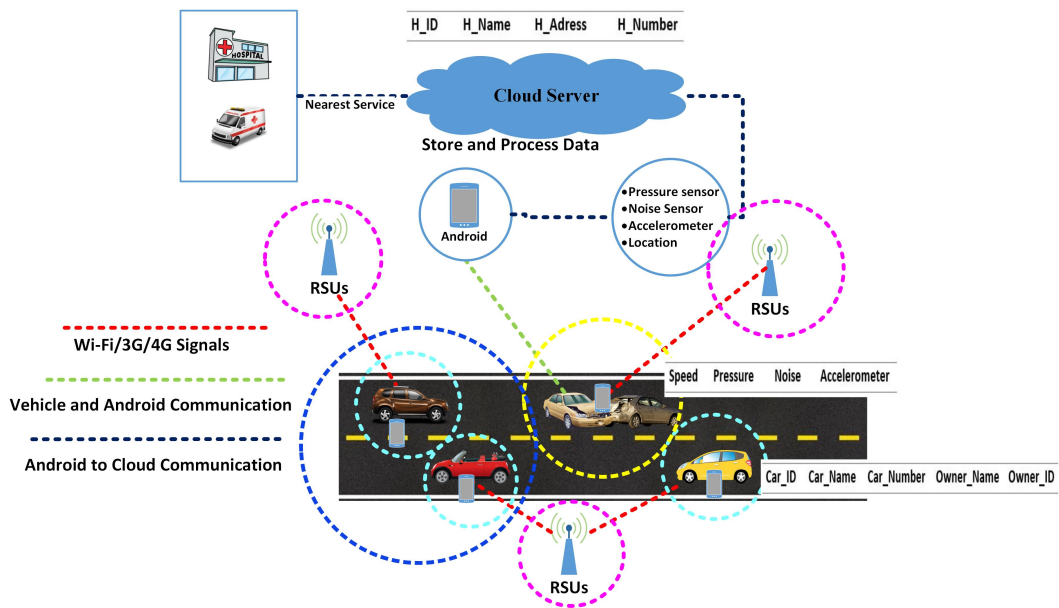 H_ID H_Name H_Adress H_Number
HOSPITAL
Nearest Service
Cloud Server
Store and Process Data
Android
•Pressure sensor
•Noise Sensor
•Accelerometer
•Location
RSUs
RSUs
Wi-Fi/3G/4G Signals
Vehicle and Android Communication
Android to Cloud Communication
Speed Pressure Noise Accelerometer
Car_ID Car_Name Car_Number Owner_Name Owner_ID
RSUs